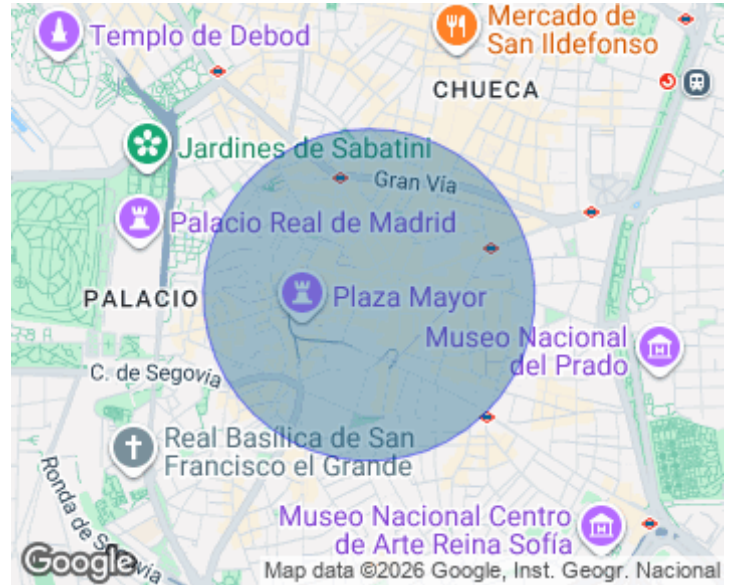 Templo de Debod
Mercado de
San Ildefonso
CHUECA
Jardines de Sabatini
Gran Vía
Palacio Real de Madrid
PALACIO
Plaza Mayor
Museo Nacional
del Prado
C. de Segovia
Real Basílica de San
Francisco el Grande
Ronda de Segovia
Museo Nacional Centro
de Arte Reina Sofía
Google
Map data ©2026 Google, Inst. Geogr. Nacional